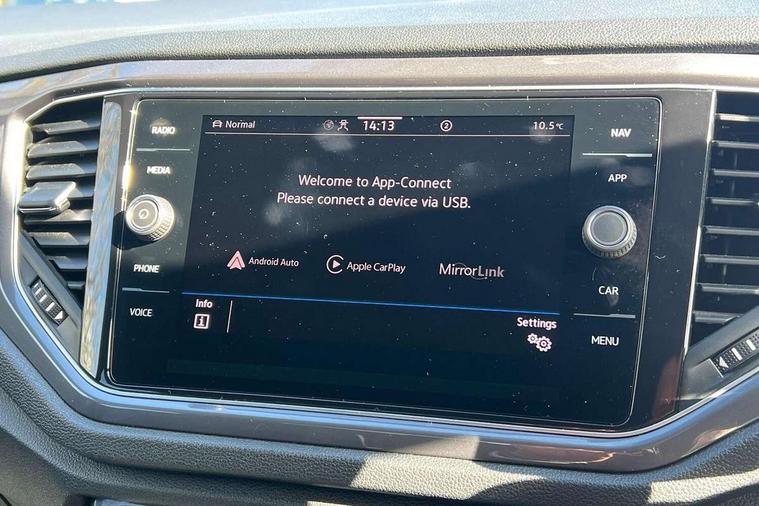 RADIO
MEDIA
PHONE
VOICE
Normal
14:13
2
10.5°C
Welcome to App-Connect
Please connect a device via USB.
Android Auto
Apple CarPlay
MirrorLink
Info
i
Settings
NAV
APP
CAR
MENU